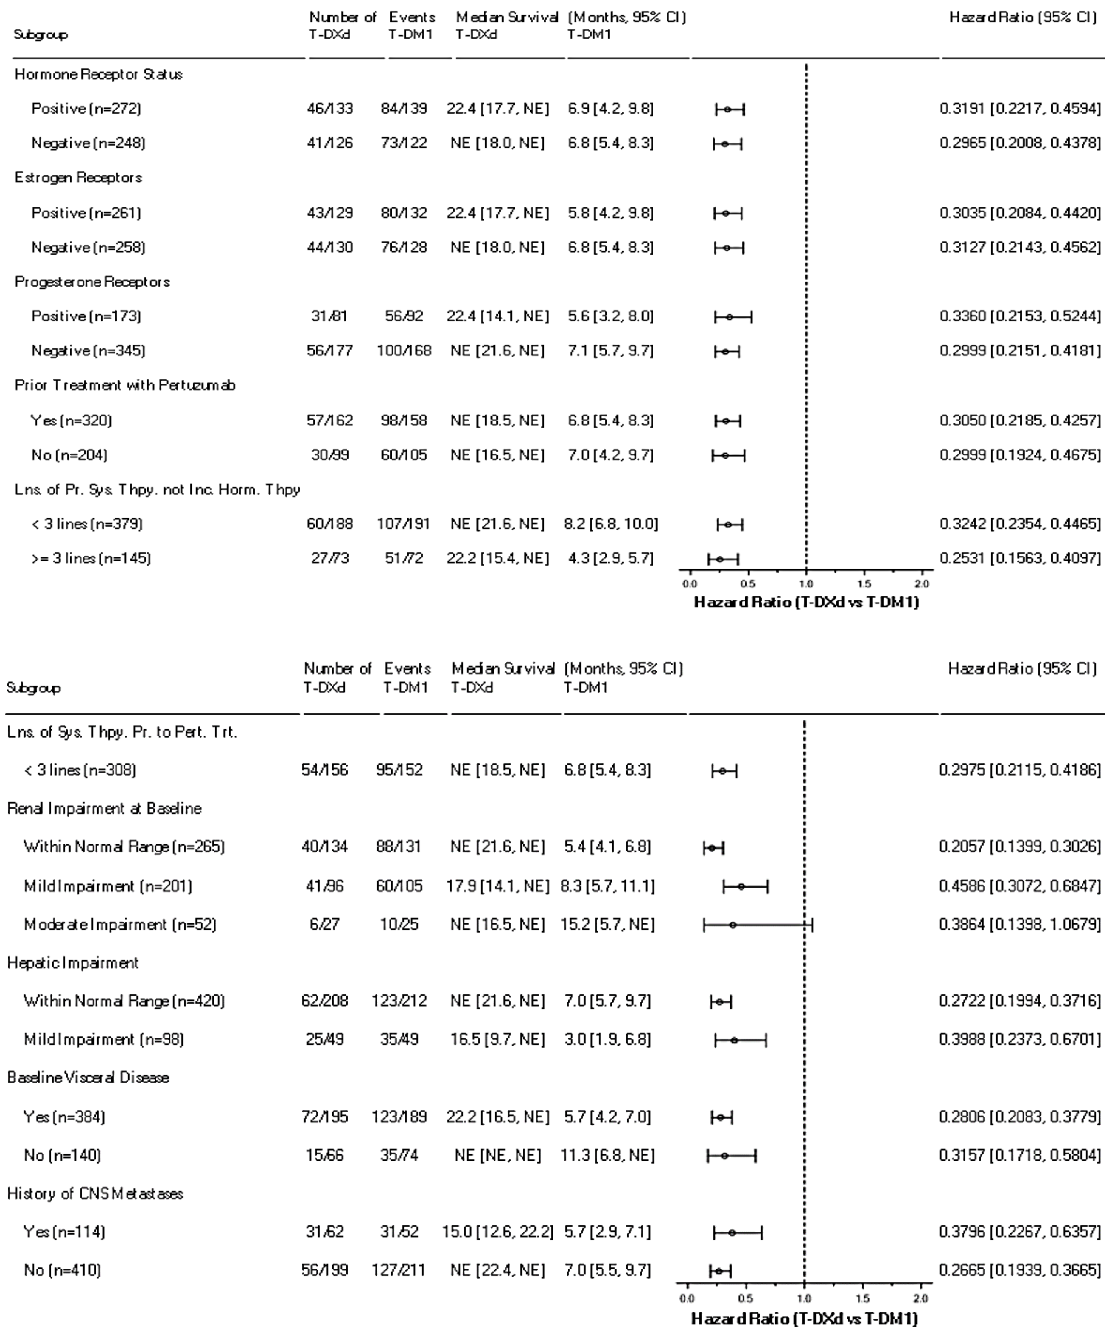 Number of Events Median Survival (Months, 95% CI) Hazard Ratio (95% CI)
Subgroup T-DXd T-DM1 T-DXd T-DM1
Hormone Receptor Status
Positive (n=272) 46/133 84/139 22.4 [17.7, NE] 6.9 [4.2, 9.8] 0.3191 [0.2217, 0.4594]
Negative (n=248) 41/126 73/122 NE [18.0, NE] 6.8 [5.4, 8.3] 0.2965 [0.2008, 0.4378]
Estrogen Receptors
Positive (n=261) 43/129 80/132 22.4 [17.7, NE] 5.8 [4.2, 9.8] 0.3035 [0.2084, 0.4420]
Negative (n=258) 44/130 76/128 NE [18.0, NE] 6.8 [5.4, 8.3] 0.3127 [0.2143, 0.4562]
Progesterone Receptors
Positive (n=173) 31/81 56/92 22.4 [14.1, NE] 5.6 [3.2, 8.0] 0.3360 [0.2153, 0.5244]
Negative (n=345) 56/177 100/168 NE [21.6, NE] 7.1 [5.7, 9.7] 0.2999 [0.2151, 0.4181]
Prior Treatment with Pertuzumab
Yes (n=320) 57/162 98/158 NE [18.5, NE] 6.8 [5.4, 8.3] 0.3050 [0.2185, 0.4257]
No (n=204) 30/99 60/105 NE [16.5, NE] 7.0 [4.2, 9.7] 0.2999 [0.1924, 0.4675]
Lns. of Pr. Sys. Thpy. not Inc. Horm. Thpy
< 3 lines (n=379) 60/188 107/191 NE [21.6, NE] 8.2 [6.8, 10.0] 0.3242 [0.2354, 0.4465]
>= 3 lines (n=145) 27/73 51/72 22.2 [15.4, NE] 4.3 [2.9, 5.7] 0.2531 [0.1563, 0.4097]
0.0 0.5 1.0 1.5 2.0
Hazard Ratio (T-DXd vs T-DM1)
Number of Events Median Survival (Months, 95% CI) Hazard Ratio (95% CI)
Subgroup T-DXd T-DM1 T-DXd T-DM1
Lns. of Sys. Thpy. Pr. to Pert. Trt.
< 3 lines (n=308) 54/156 95/152 NE [18.5, NE] 6.8 [5.4, 8.3] 0.2975 [0.2115, 0.4186]
Renal Impairment at Baseline
Within Normal Range (n=265) 40/134 88/131 NE [21.6, NE] 5.4 [4.1, 6.8] 0.2057 [0.1399, 0.3026]
Mild Impairment (n=201) 41/96 60/105 17.9 [14.1, NE] 8.3 [5.7, 11.1] 0.4586 [0.3072, 0.6847]
Moderate Impairment (n=52) 6/27 10/25 NE [16.5, NE] 15.2 [5.7, NE] 0.3864 [0.1398, 1.0679]
Hepatic Impairment
Within Normal Range (n=420) 62/208 123/212 NE [21.6, NE] 7.0 [5.7, 9.7] 0.2722 [0.1994, 0.3716]
Mild Impairment (n=98) 25/49 35/49 16.5 [9.7, NE] 3.0 [1.9, 6.8] 0.3988 [0.2373, 0.6701]
Baseline Visceral Disease
Yes (n=384) 72/195 123/189 22.2 [16.5, NE] 5.7 [4.2, 7.0] 0.2806 [0.2083, 0.3779]
No (n=140) 15/66 35/74 NE [NE, NE] 11.3 [6.8, NE] 0.3157 [0.1718, 0.5804]
History of CNS Metastases
Yes (n=114) 31/62 31/52 15.0 [12.6, 22.2] 5.7 [2.9, 7.1] 0.3796 [0.2267, 0.6357]
No (n=410) 56/199 127/211 NE [22.4, NE] 7.0 [5.5, 9.7] 0.2665 [0.1939, 0.3665]
0.0 0.5 1.0 1.5 2.0
Hazard Ratio (T-DXd vs T-DM1)